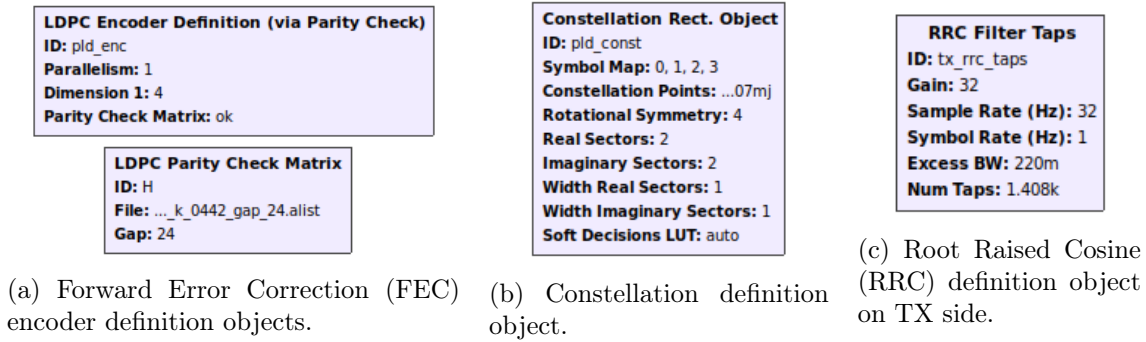 LDPC Encoder Definition (via Parity Check)
ID: pld_enc
Parallelism: 1
Dimension 1: 4
Parity Check Matrix: ok
LDPC Parity Check Matrix
ID: H
File: ..._k_0442_gap_24.alist
Gap: 24
(a) Forward Error Correction (FEC)
encoder definition objects.
Constellation Rect. Object
ID: pld_const
Symbol Map: 0, 1, 2, 3
Constellation Points: ...07mj
Rotational Symmetry: 4
Real Sectors: 2
Imaginary Sectors: 2
Width Real Sectors: 1
Width Imaginary Sectors: 1
Soft Decisions LUT: auto
(b) Constellation definition
object.
RRC Filter Taps
ID: tx_rrc_taps
Gain: 32
Sample Rate (Hz): 32
Symbol Rate (Hz): 1
Excess BW: 220m
Num Taps: 1.408k
(c) Root Raised Cosine
(RRC) definition object
on TX side.